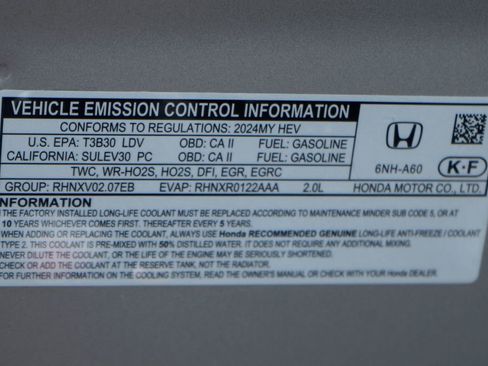 VEHICLE EMISSION CONTROL INFORMATION
CONFORMS TO REGULATIONS: 2024MY HEV
U.S. EPA: T3B30 LDV OBD: CA II FUEL: GASOLINE
CALIFORNIA: SULEV30 PC OBD: CA II FUEL: GASOLINE
TWC, WR-HO2S, HO2S, DFI, EGR, EGRC
6NH-A60 K·F
GROUP: RHNXV02.07EB EVAP: RHNXR0122AAA 2.0L HONDA MOTOR CO., LTD.
INFORMATION
THE FACTORY INSTALLED LONG-LIFE COOLANT MUST BE REPLACED ACCORDING TO MAINTENANCE MINDER SUB CODE 5, OR AT
10 YEARS WHICHEVER COMES FIRST. THEREAFTER EVERY 5 YEARS.
WHEN ADDING OR REPLACING THE COOLANT, ALWAYS USE Honda RECOMMENDED GENUINE LONG-LIFE ANTI-FREEZE / COOLANT
TYPE 2. THIS COOLANT IS PRE-MIXED WITH 50% DISTILLED WATER. IT DOES NOT REQUIRE ANY ADDITIONAL MIXING.
NEVER DILUTE THE COOLANT, OR THE LIFE OF THE ENGINE MAY BE SERIOUSLY SHORTENED.
CHECK OR ADD THE COOLANT AT THE RESERVE TANK, NOT THE RADIATOR.
FOR FURTHER INFORMATION ON THE COOLING SYSTEM, READ THE OWNER'S MANUAL OR CHECK WITH YOUR Honda DEALER.